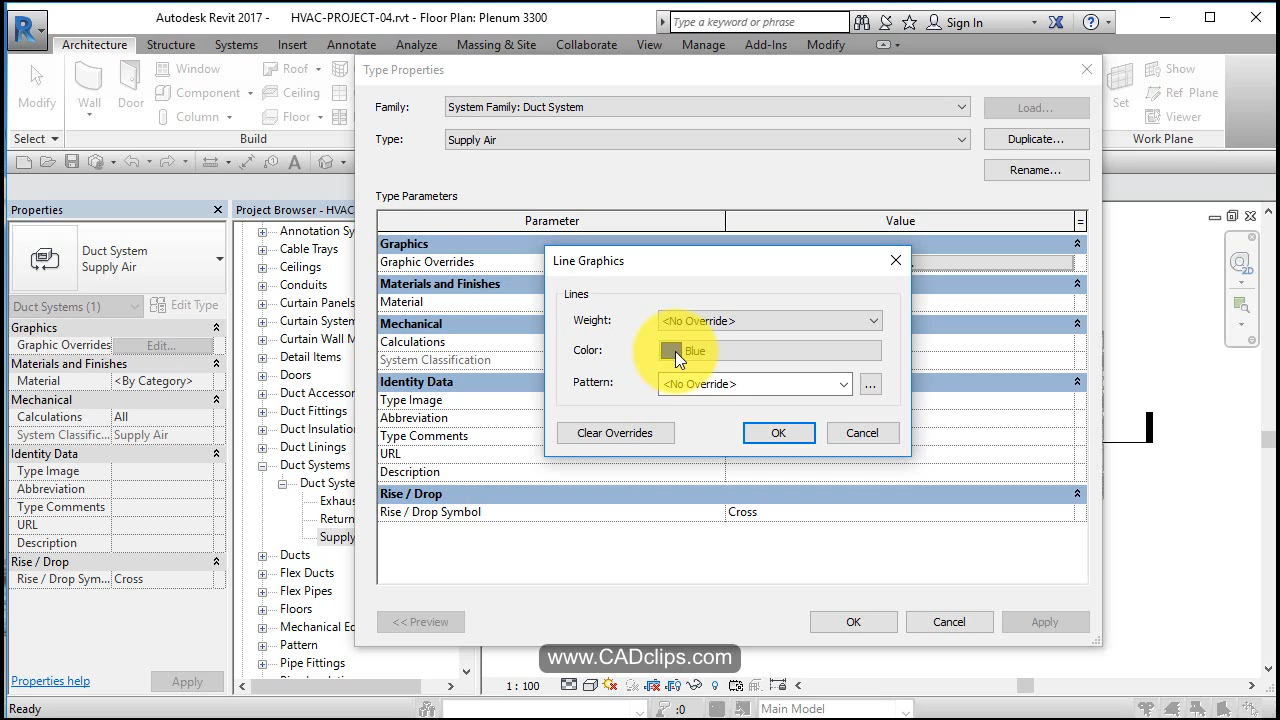 Autodesk Revit 2017 - HVAC-PROJECT-04.rvt - Floor Plan: Plenum 3300
Type a keyword or phrase
Sign In
R
Architecture Structure Systems Insert Annotate Analyze Massing & Site Collaborate View Manage Add-Ins Modify
Modify
Wall
Door
Window
Component
Column
Roof
Ceiling
Floor
Set
Show
Ref Plane
Viewer
Select
Build
Work Plane
Properties
Duct System
Supply Air
Duct Systems (1)
Edit Type
Graphics
Graphic Overrides Edit...
Materials and Finishes
Material <By Category>
Mechanical
Calculations All
System Classific... Supply Air
Identity Data
Type Image
Abbreviation
Type Comments
URL
Description
Rise / Drop
Rise / Drop Sym... Cross
Properties help
Apply
Project Browser - HVAC
Annotation Sy
Cable Trays
Ceilings
Conduits
Curtain Panels
Curtain System
Curtain Wall M
Detail Items
Doors
Duct Accesso
Duct Fittings
Duct Insulatio
Duct Linings
Duct Systems
Duct Syste
Exhaus
Return
Supply
Ducts
Flex Ducts
Flex Pipes
Floors
Mechanical Ec
Pattern
Pipe Fittings
Type Properties
Family: System Family: Duct System Load...
Type: Supply Air Duplicate...
Rename...
Type Parameters
Parameter Value =
Graphics
Graphic Overrides
Materials and Finishes
Material
Mechanical
Calculations
System Classification
Identity Data
Type Image
Abbreviation
Type Comments
URL
Description
Rise / Drop
Rise / Drop Symbol Cross
<< Preview OK Cancel Apply
Line Graphics
Lines
Weight: <No Override>
Color: Blue
Pattern: <No Override> ...
Clear Overrides OK Cancel
www.CADclips.com
1 : 100
Ready
:0
Main Model